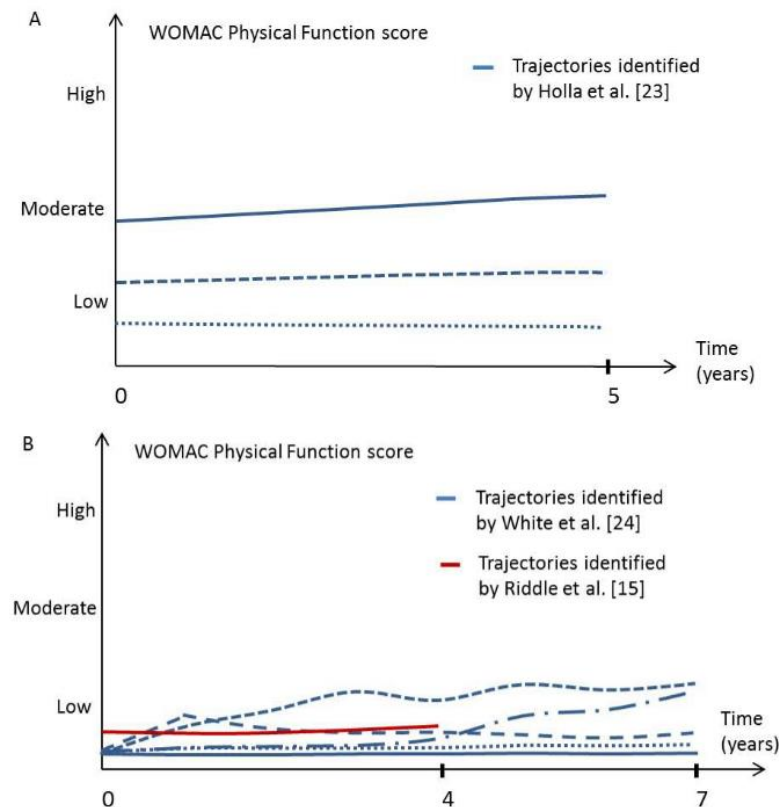 A
WOMAC Physical Function score
Trajectories identified
by Holla et al. [23]
High
Moderate
Low
Time
(years)
0
5
B
WOMAC Physical Function score
Trajectories identified
by White et al. [24]
High
Trajectories identified
by Riddle et al. [15]
Moderate
Low
Time
(years)
0
4
7